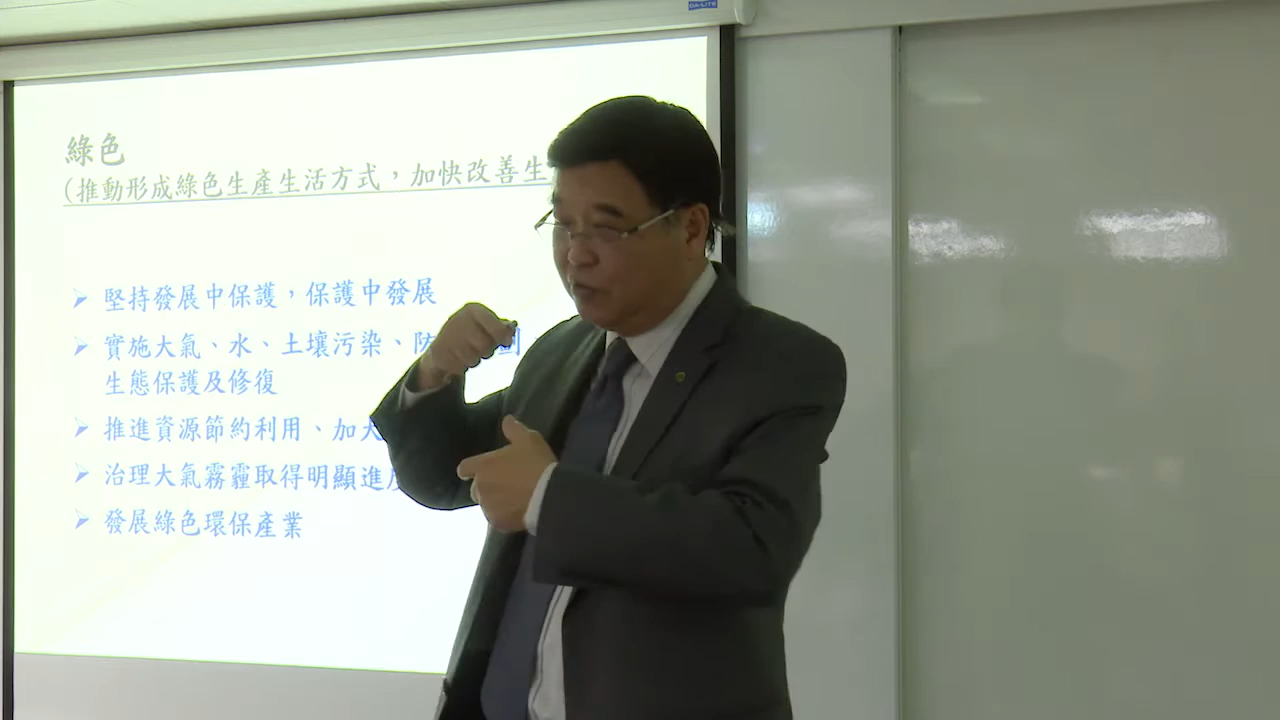 DA-LITE
綠色
(推動形成綠色生產生活方式，加快改善生
堅持發展中保護，保護中發展
實施大氣、水、土壤污染、防
生態保護及修復
推進資源節約利用、加大
治理大氣霧霾取得明顯進
發展綠色環保產業